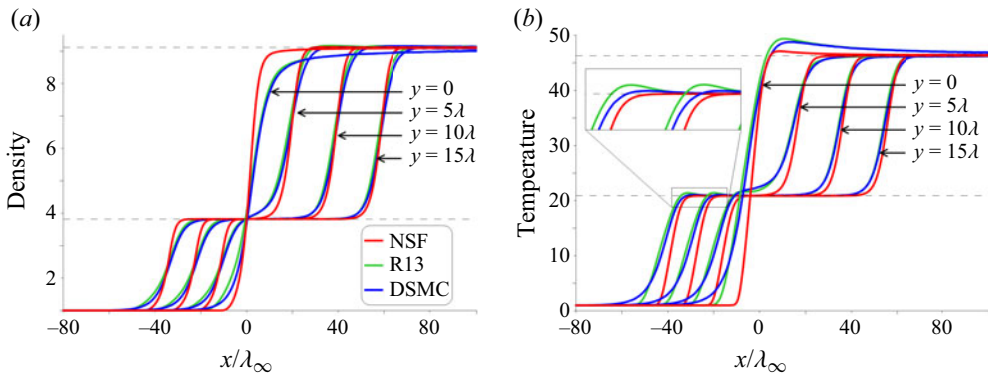 (a)
Density
8
6
4
2
y = 0
y = 5λ
y = 10λ
y = 15λ
NSF
R13
DSMC
−80
−40
0
40
80
x/λ∞
(b)
Temperature
50
40
30
20
10
0
y = 0
y = 5λ
y = 10λ
y = 15λ
−80
−40
0
40
80
x/λ∞